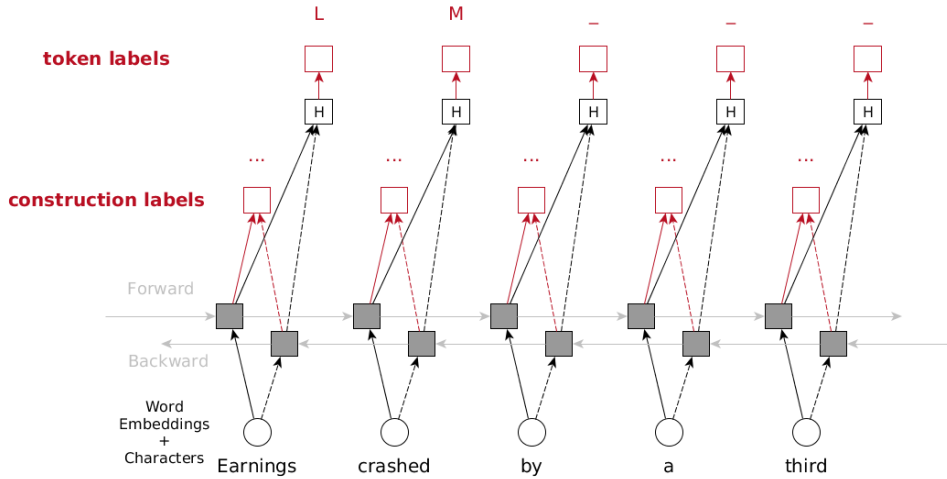 L M _ _ _
token labels
H H H H H
... ... ... ... ...
construction labels
Forward
Backward
Word
Embeddings
+
Characters
Earnings crashed by a third